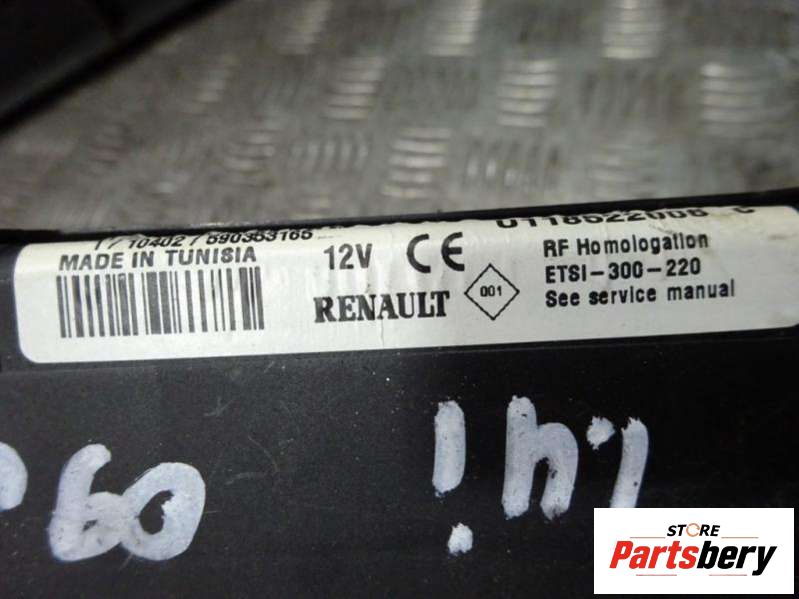 MADE IN TUNISIA
12V CE
RENAULT
001
RF Homologation
ETSI-300-220
See service manual
STORE
Partsbery